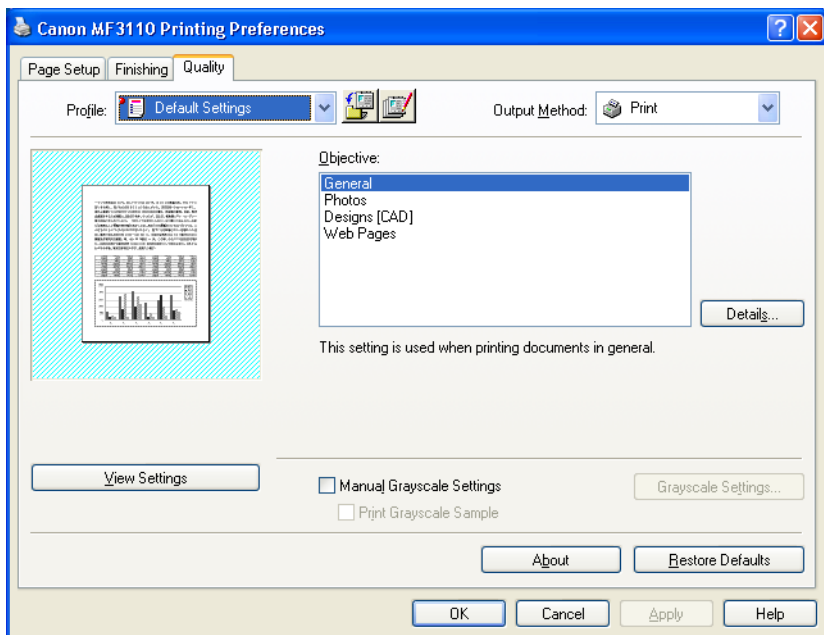 Canon MF3110 Printing Preferences
Page Setup Finishing Quality
Profile: Default Settings Output Method: Print
Objective:
General
Photos
Designs [CAD]
Web Pages
Details...
This setting is used when printing documents in general.
View Settings
Manual Grayscale Settings Grayscale Settings...
Print Grayscale Sample
About Restore Defaults
OK Cancel Apply Help